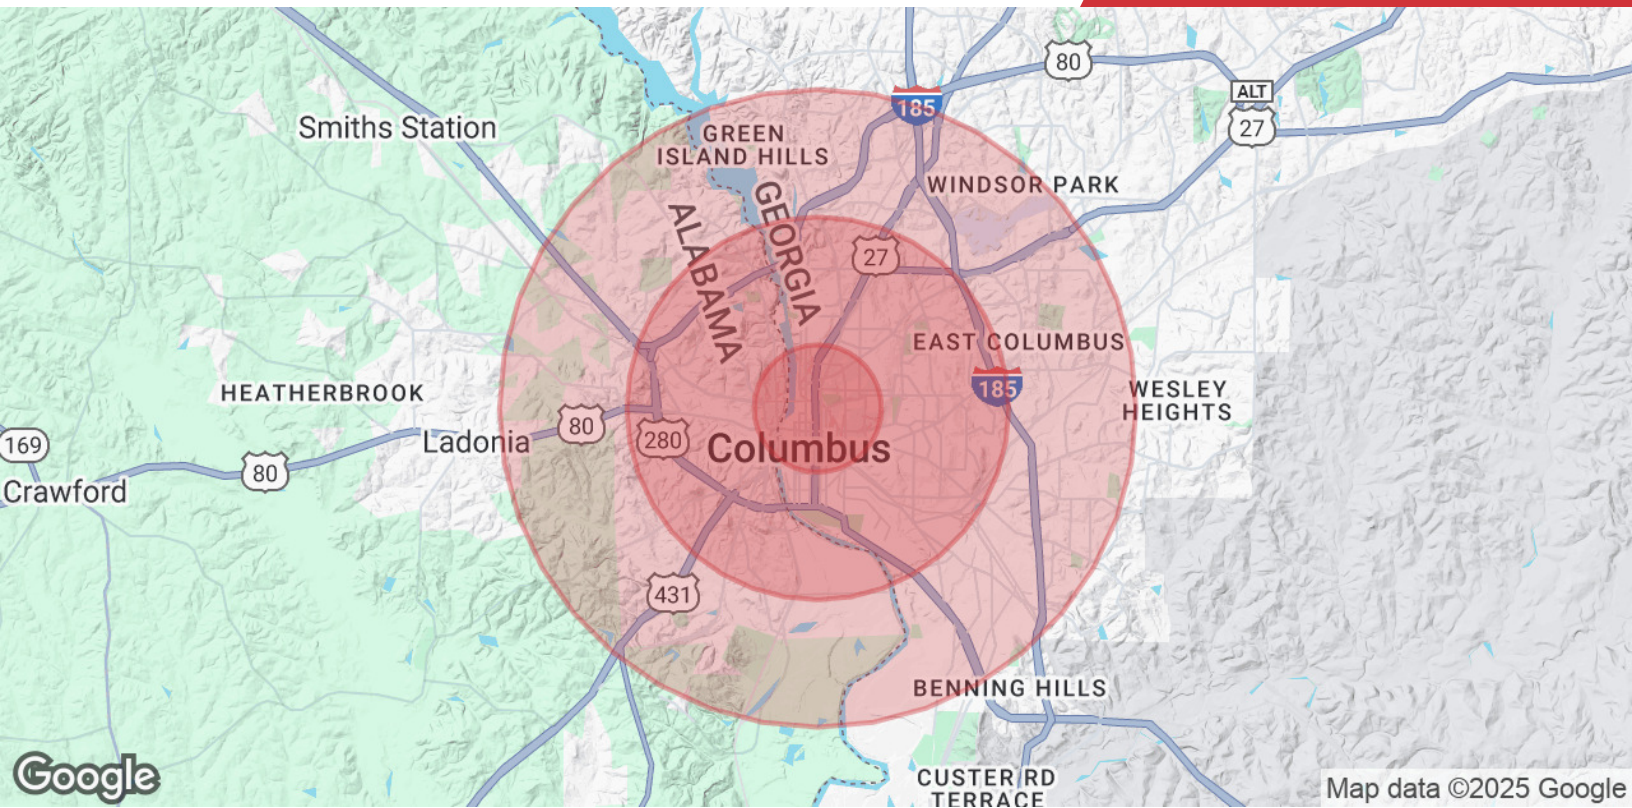 80
ALT
27
185
Smiths Station
GREEN
ISLAND HILLS
WINDSOR PARK
GEORGIA
ALABAMA
27
EAST COLUMBUS
185
HEATHERBROOK
WESLEY
HEIGHTS
80
280
Ladonia
169
80
Columbus
Crawford
431
BENNING HILLS
CUSTER RD
TERRACE
Google
Map data ©2025 Google